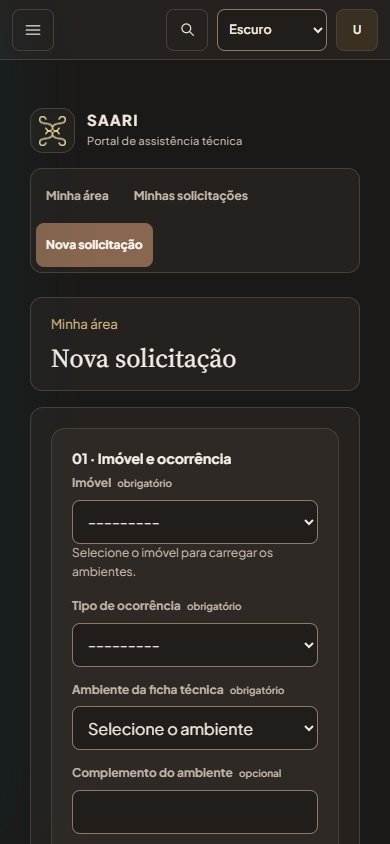 Escuro
U
SAARI
Portal de assistência técnica
Minha área
Minhas solicitações
Nova solicitação
Minha área
Nova solicitação
01 · Imóvel e ocorrência
Imóvel obrigatório
---------
Selecione o imóvel para carregar os
ambientes.
Tipo de ocorrência obrigatório
---------
Ambiente da ficha técnica obrigatório
Selecione o ambiente
Complemento do ambiente opcional